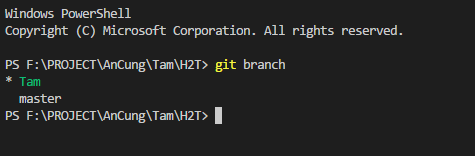 Windows PowerShell
Copyright (C) Microsoft Corporation. All rights reserved.
PS F:\PROJECT\AnCung\Tam\H2T> git branch
* Tam
master
PS F:\PROJECT\AnCung\Tam\H2T>